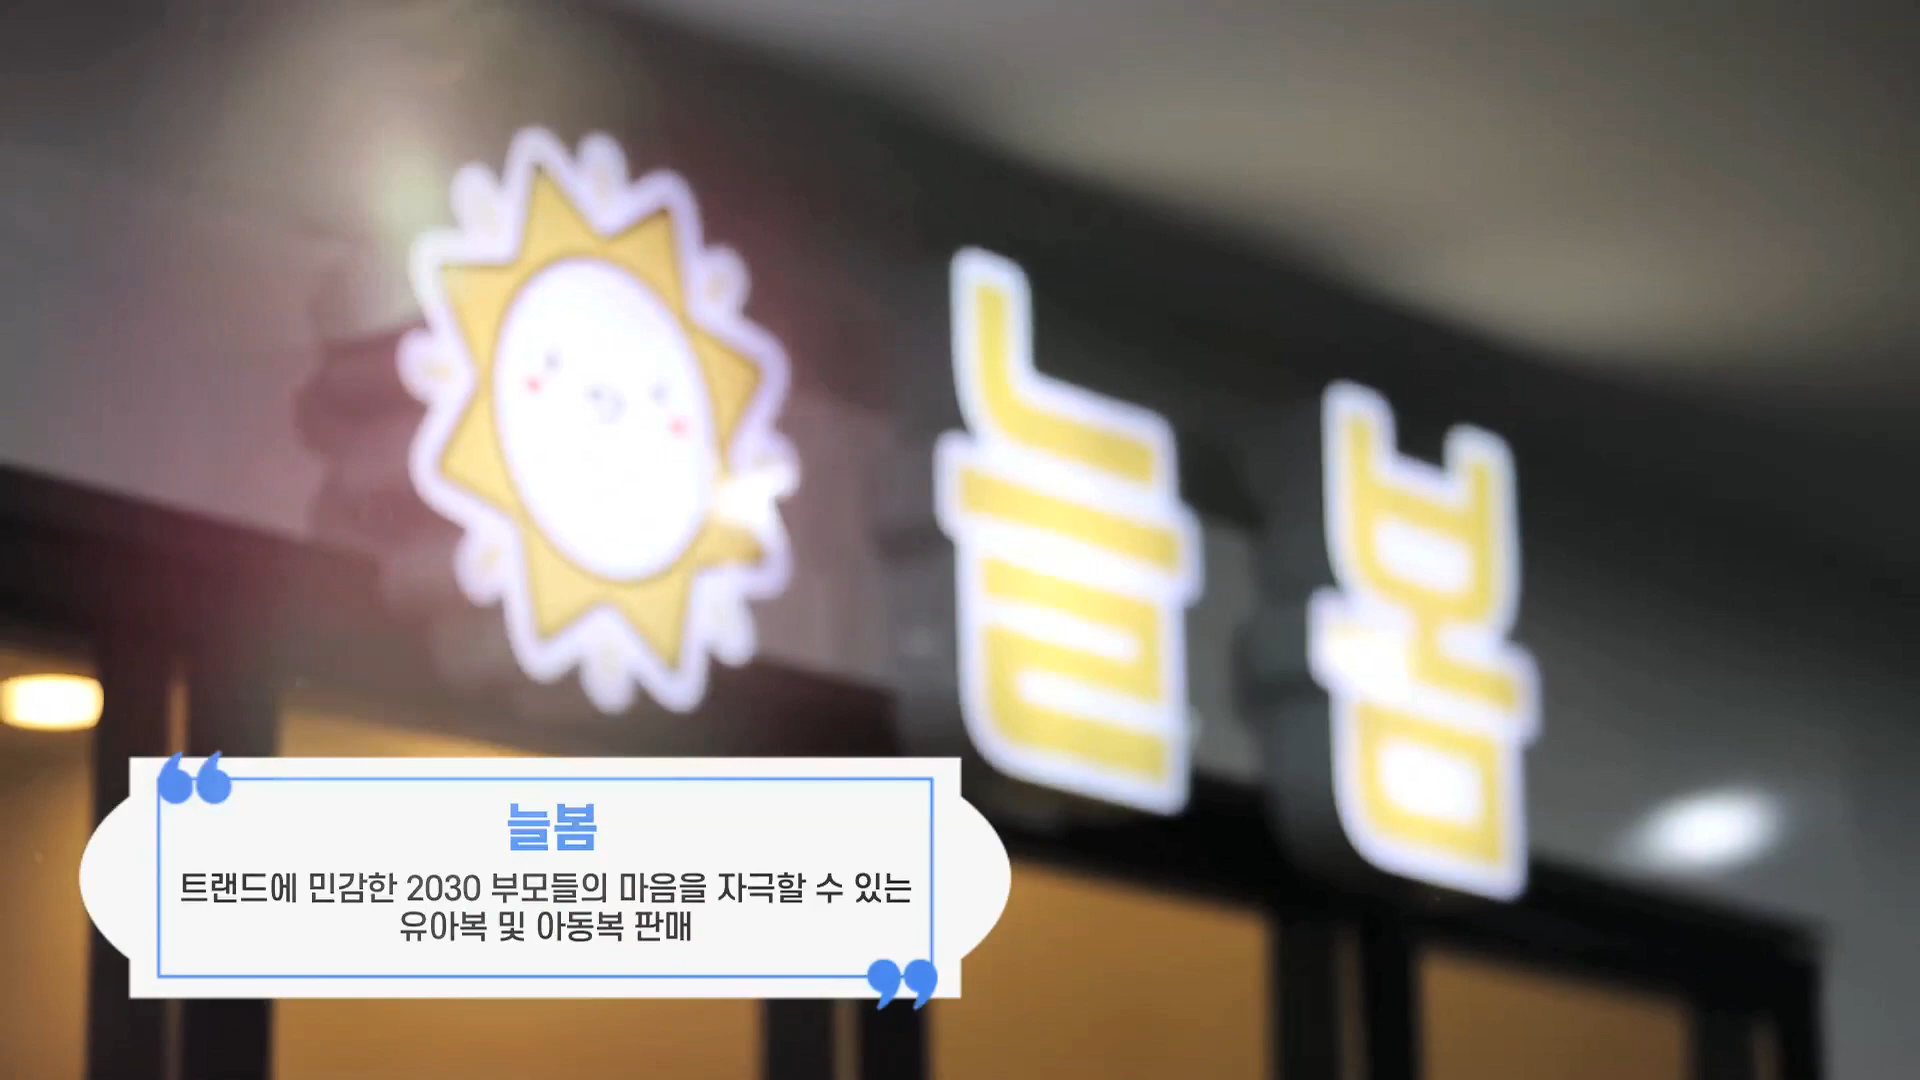 늘봄
늘봄
트랜드에 민감한 2030 부모들의 마음을 자극할 수 있는
유아복 및 아동복 판매